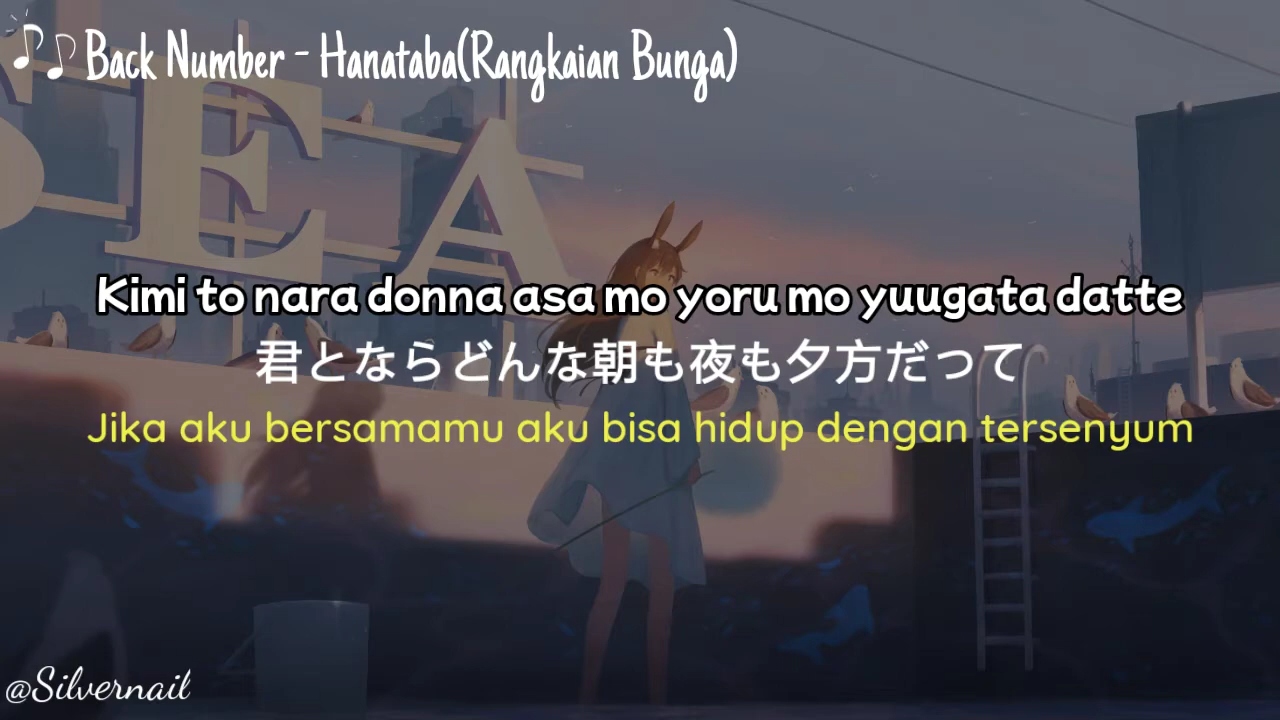 Back Number - Hanataba(Rangkaian Bunga)
EA
Kimi to nara donna asa mo yoru mo yuugata datte
君とならどんな朝も夜も夕方だって
Jika aku bersamamu aku bisa hidup dengan tersenyum
@Silvernail